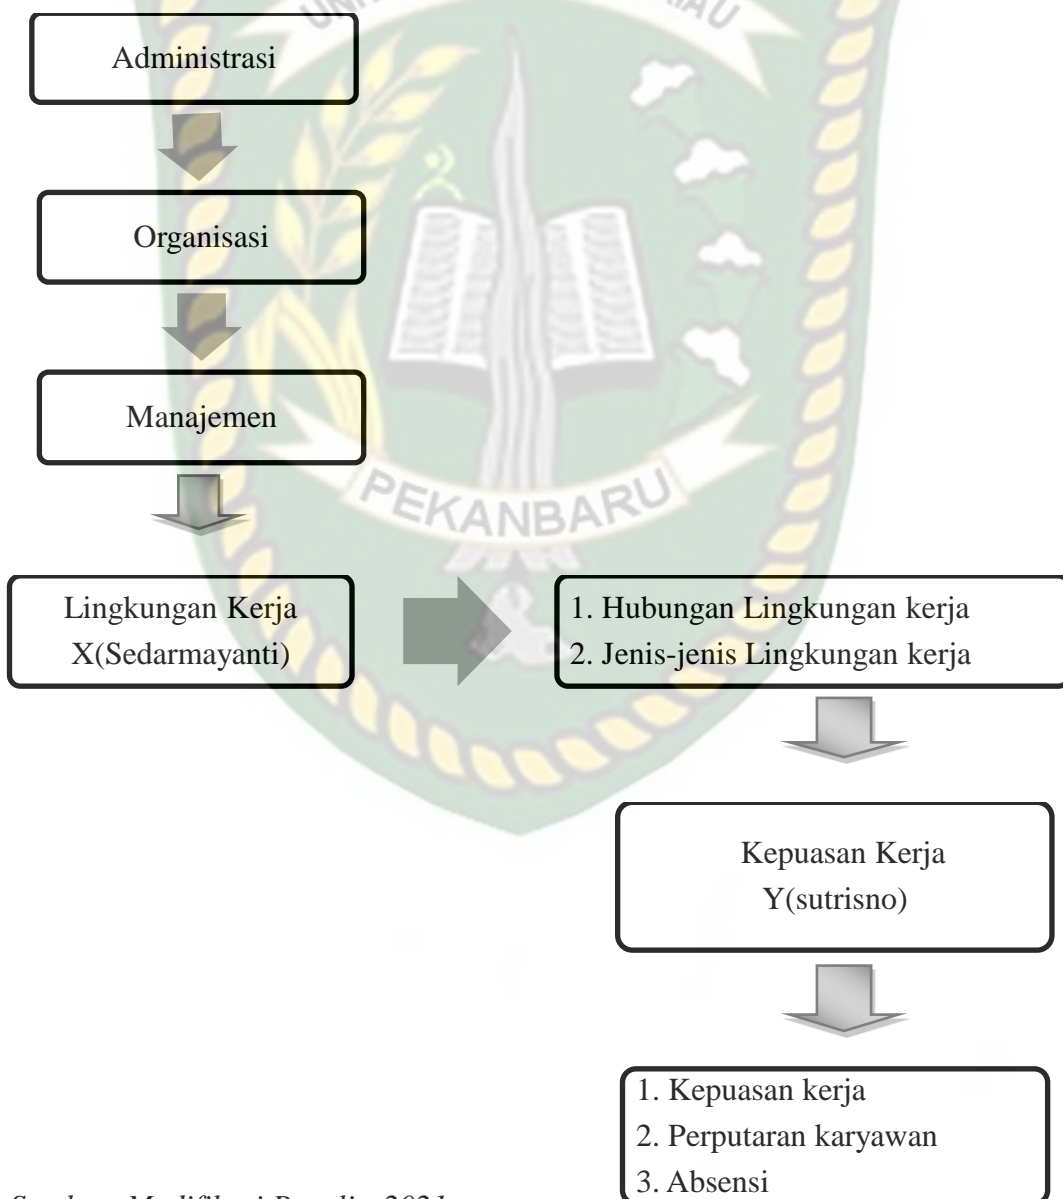 Administrasi
Organisasi
Manajemen
PEKANBARU
Lingkungan Kerja
X(Sedarmayanti)
1. Hubungan Lingkungan kerja
2. Jenis-jenis Lingkungan kerja
Kepuasan Kerja
Y(sutrisno)
1. Kepuasan kerja
2. Perputaran karyawan
3. Absensi